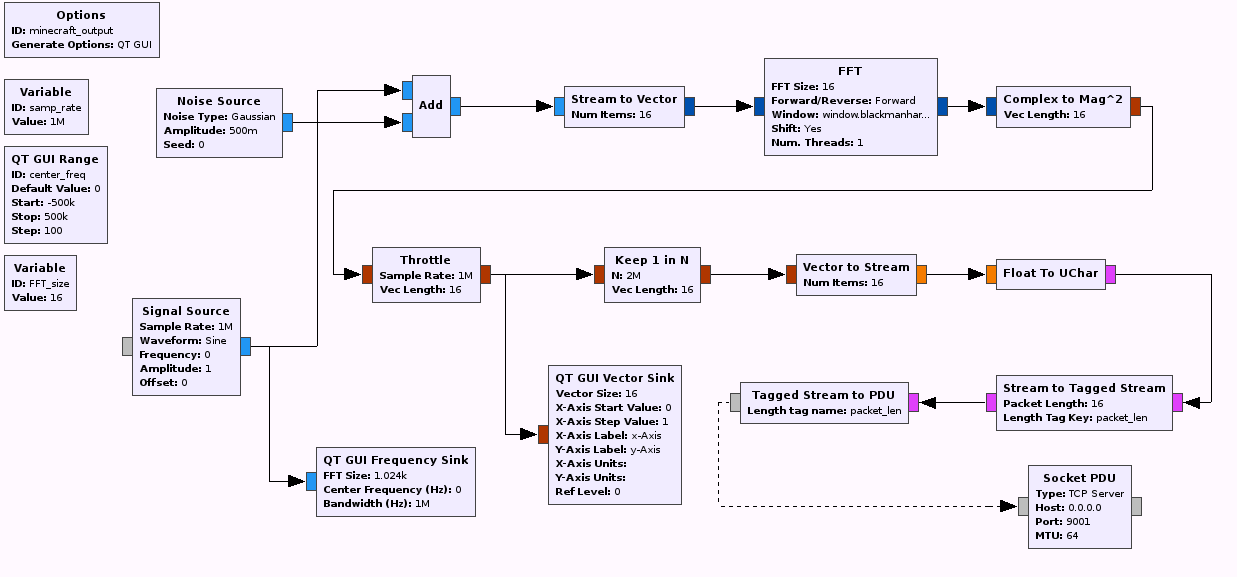 Options
ID: minecraft_output
Generate Options: QT GUI
Variable
ID: samp_rate
Value: 1M
QT GUI Range
ID: center_freq
Default Value: 0
Start: -500k
Stop: 500k
Step: 100
Variable
ID: FFT_size
Value: 16
Noise Source
Noise Type: Gaussian
Amplitude: 500m
Seed: 0
Add
Stream to Vector
Num Items: 16
FFT
FFT Size: 16
Forward/Reverse: Forward
Window: window.blackmanhar...
Shift: Yes
Num. Threads: 1
Complex to Mag^2
Vec Length: 16
Throttle
Sample Rate: 1M
Vec Length: 16
Keep 1 in N
N: 2M
Vec Length: 16
Vector to Stream
Num Items: 16
Float To UChar
Signal Source
Sample Rate: 1M
Waveform: Sine
Frequency: 0
Amplitude: 1
Offset: 0
QT GUI Vector Sink
Vector Size: 16
X-Axis Start Value: 0
X-Axis Step Value: 1
X-Axis Label: x-Axis
Y-Axis Label: y-Axis
X-Axis Units:
Y-Axis Units:
Ref Level: 0
Tagged Stream to PDU
Length tag name: packet_len
Stream to Tagged Stream
Packet Length: 16
Length Tag Key: packet_len
QT GUI Frequency Sink
FFT Size: 1.024k
Center Frequency (Hz): 0
Bandwidth (Hz): 1M
Socket PDU
Type: TCP Server
Host: 0.0.0.0
Port: 9001
MTU: 64